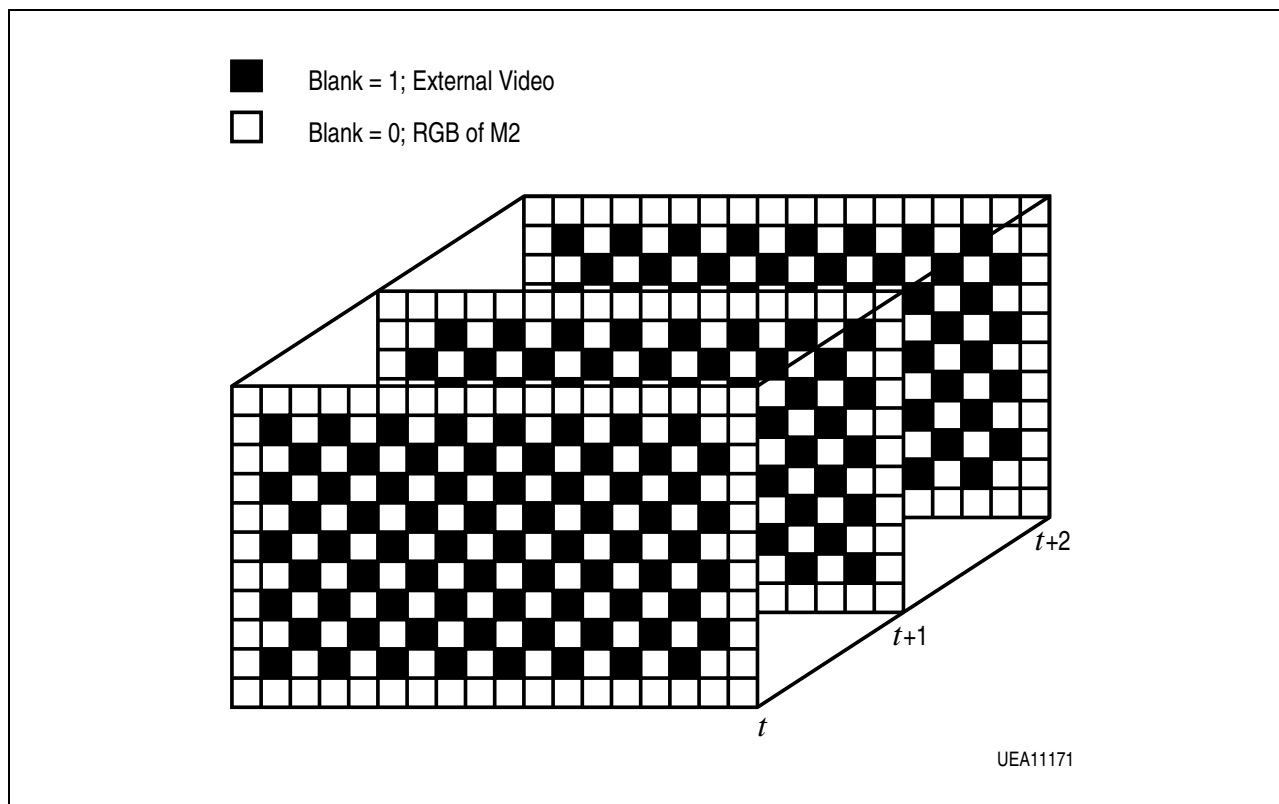 Blank = 1; External Video
Blank = 0; RGB of M2
t+2
t+1
t
UEA11171